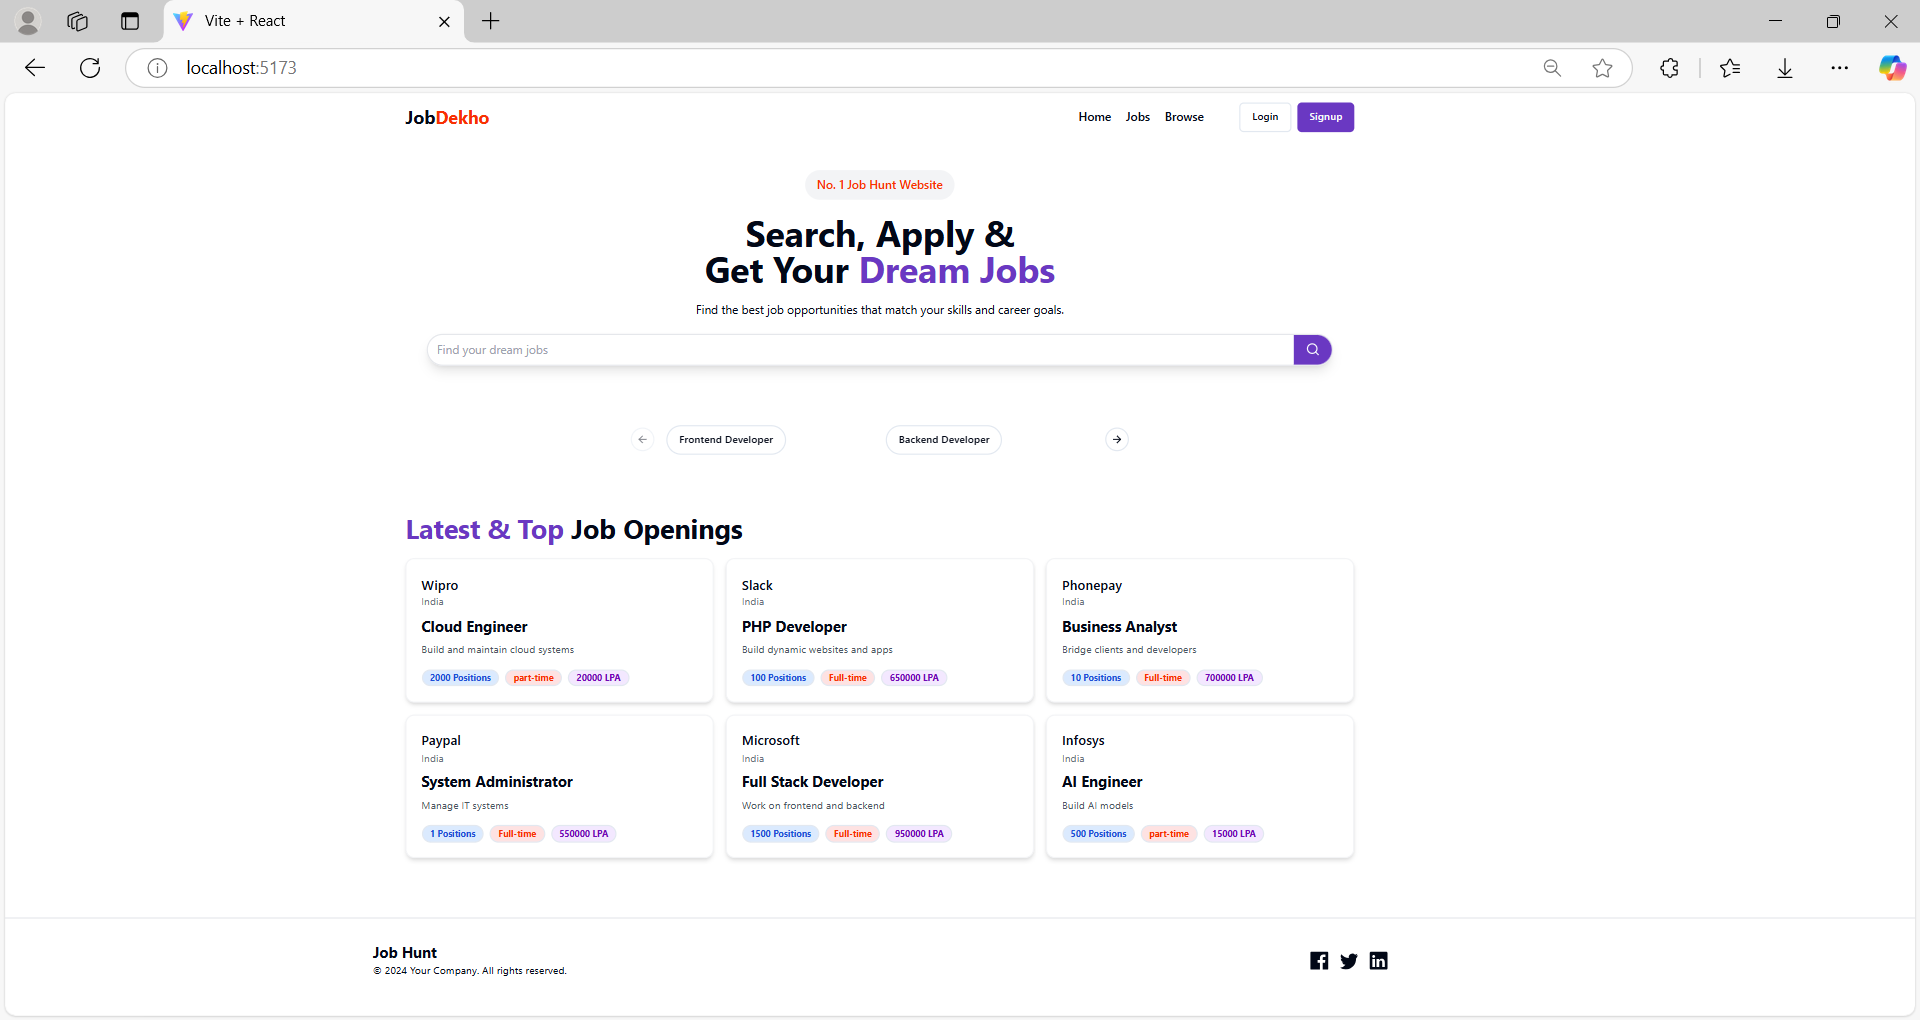 Vite + React
localhost:5173
JobDekho
Home Jobs Browse Login Signup
No. 1 Job Hunt Website
Search, Apply &
Get Your Dream Jobs
Find the best job opportunities that match your skills and career goals.
Find your dream jobs
Frontend Developer Backend Developer
Latest & Top Job Openings
Wipro
India
Cloud Engineer
Build and maintain cloud systems
2000 Positions part-time 20000 LPA
Slack
India
PHP Developer
Build dynamic websites and apps
100 Positions Full-time 650000 LPA
Phonepay
India
Business Analyst
Bridge clients and developers
10 Positions Full-time 700000 LPA
Paypal
India
System Administrator
Manage IT systems
1 Positions Full-time 550000 LPA
Microsoft
India
Full Stack Developer
Work on frontend and backend
1500 Positions Full-time 950000 LPA
Infosys
India
AI Engineer
Build AI models
500 Positions part-time 15000 LPA
Job Hunt
© 2024 Your Company. All rights reserved.